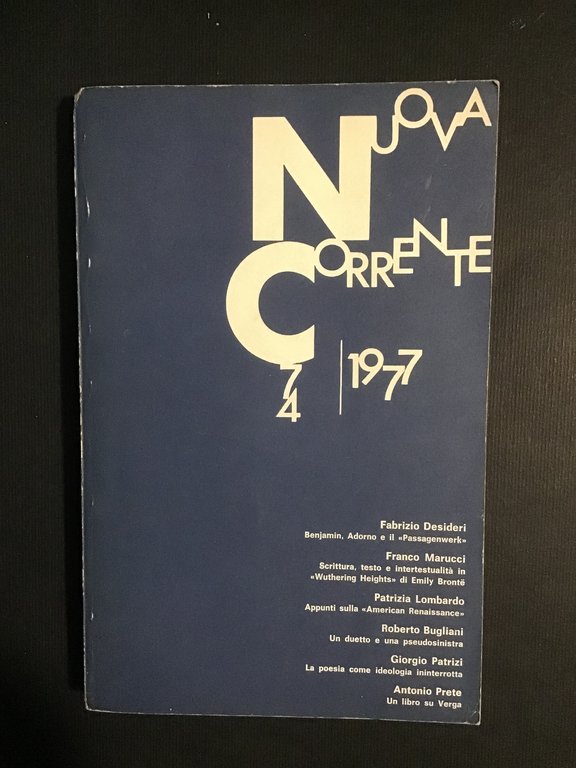 NUOVA
CORRENTE
74 | 1977
Fabrizio Desideri
Benjamin, Adorno e il «Passagenwerk»
Franco Marucci
Scrittura, testo e intertestualità in
«Wuthering Heights» di Emily Brontë
Patrizia Lombardo
Appunti sulla «American Renaissance»
Roberto Bugliani
Un duetto e una pseudosinistra
Giorgio Patrizi
La poesia come ideologia ininterrotta
Antonio Prete
Un libro su Verga